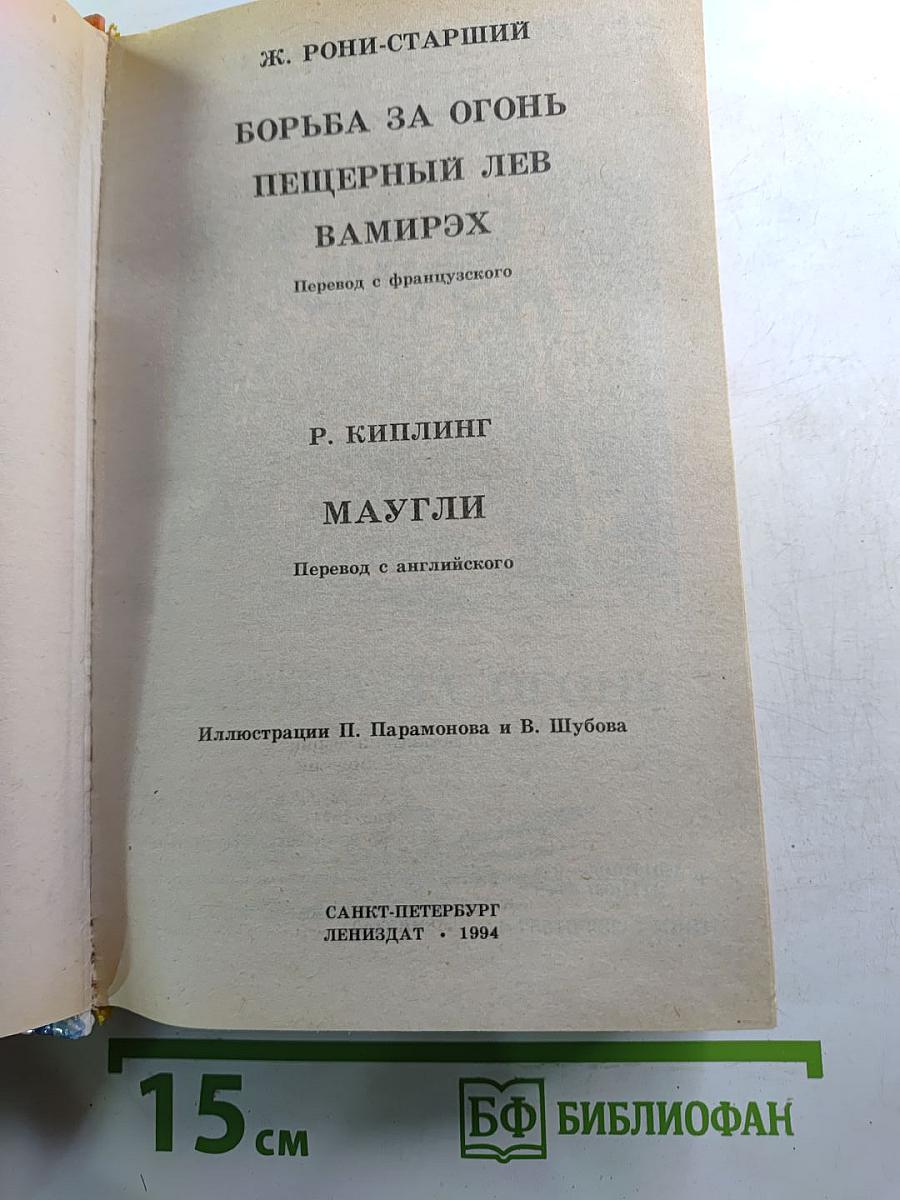 Ж. РОНИ-СТАРШИЙ
БОРЬБА ЗА ОГОНЬ
ПЕЩЕРНЫЙ ЛЕВ
ВАМИРЭХ
Перевод с французского
Р. КИПЛИНГ
МАУГЛИ
Перевод с английского
Иллюстрации П. Парамонова и В. Шубова
САНКТ-ПЕТЕРБУРГ
ЛЕНИЗДАТ • 1994
15 см
БФ БИБЛИОФАН